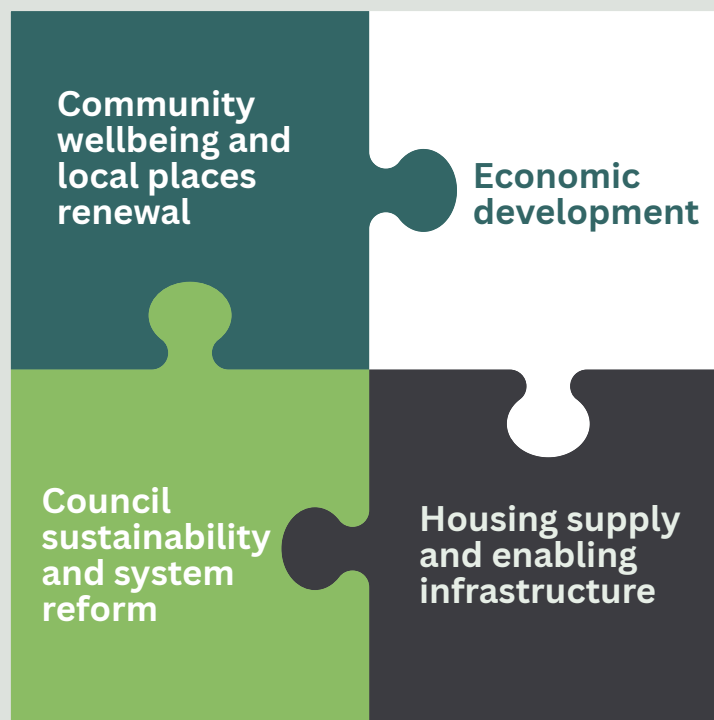 Community
wellbeing and
local places
renewal
Economic
development
Council
sustainability
and system
reform
Housing supply
and enabling
infrastructure